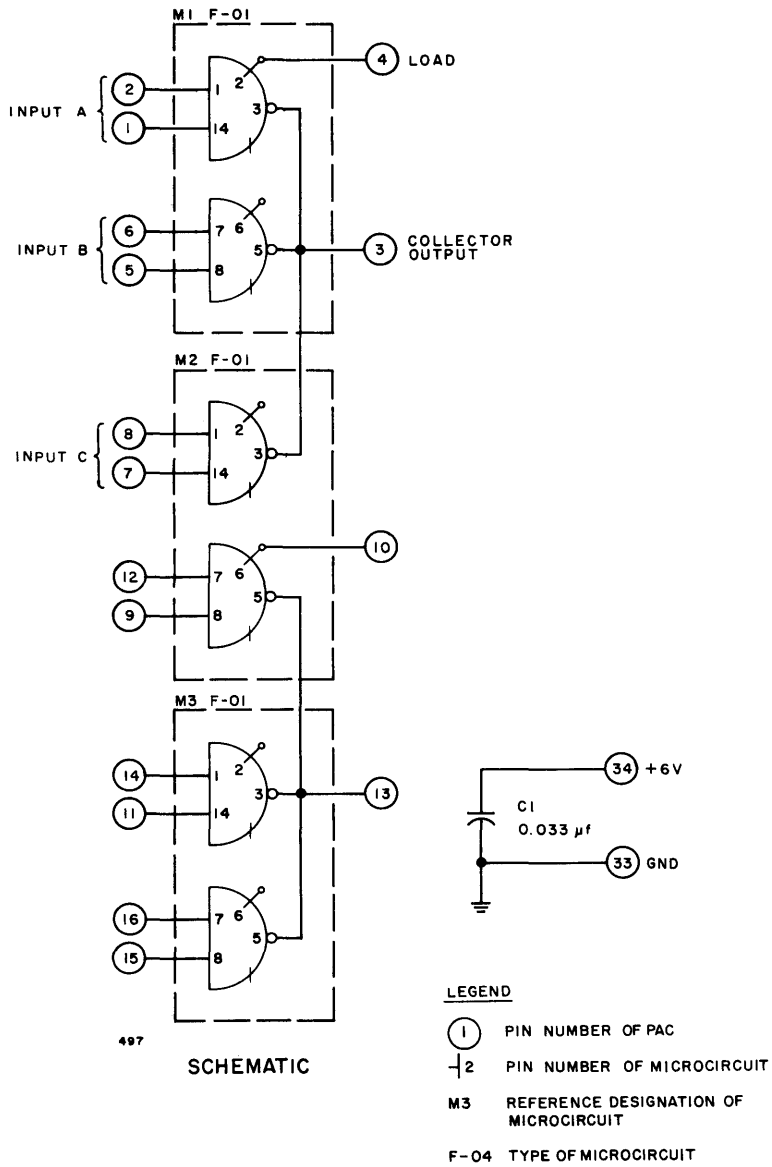 M1 F-01
2
1
2
4 LOAD
INPUT A
3
1
14
6
7
6
INPUT B
5
3 COLLECTOR
OUTPUT
5
8
M2 F-01
8
1
2
INPUT C
3
7
14
10
12
7
6
5
9
8
M3 F-01
14
1
2
3
13
11
14
16
7
6
5
15
8
34 +6V
C1
0.033 µf
33 GND
497
SCHEMATIC
LEGEND
1 PIN NUMBER OF PAC
2 PIN NUMBER OF MICROCIRCUIT
M3 REFERENCE DESIGNATION OF
MICROCIRCUIT
F-04 TYPE OF MICROCIRCUIT